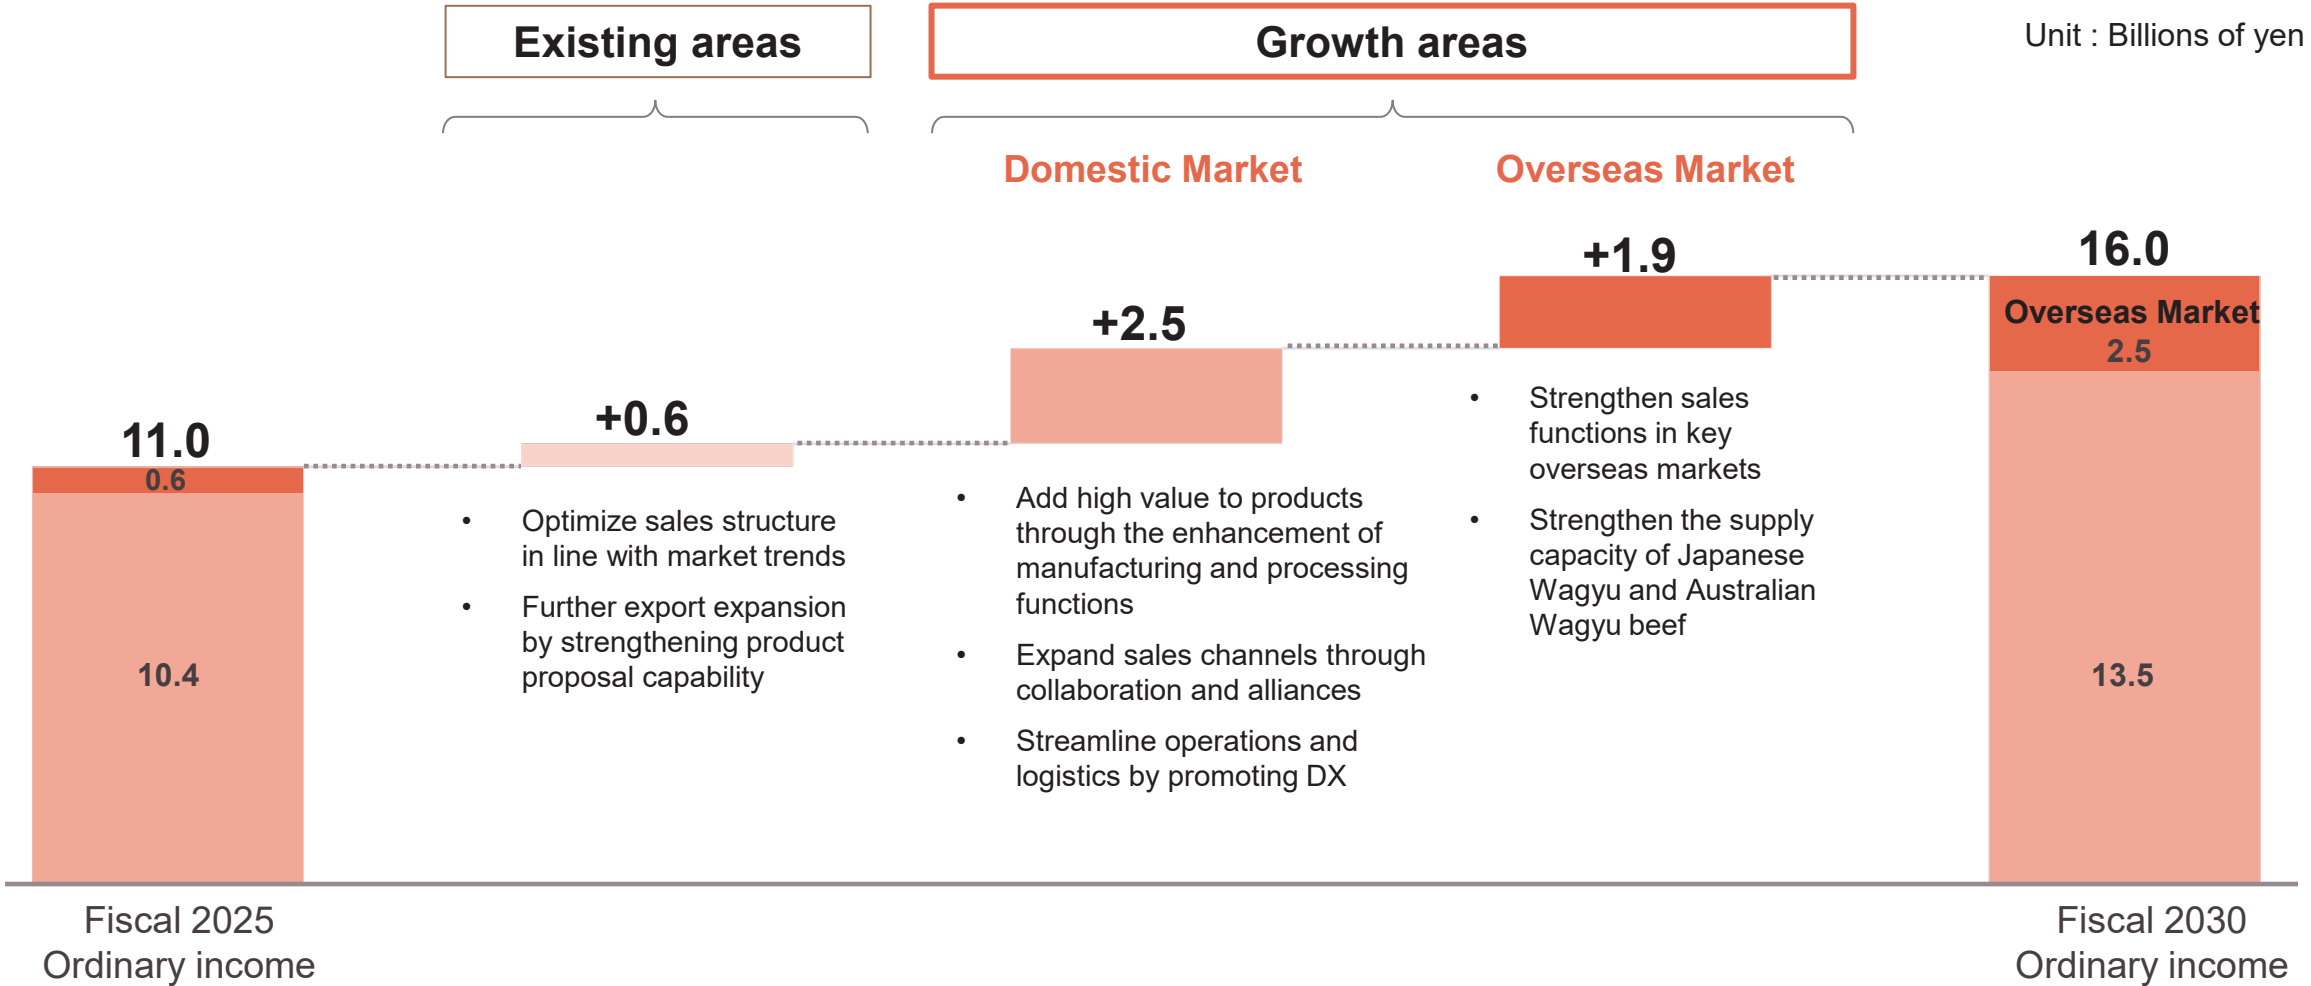 Existing areas
Growth areas
Unit : Billions of yen
Domestic Market
Overseas Market
11.0
0.6
10.4
+0.6
• Optimize sales structure
in line with market trends
• Further export expansion
by strengthening product
proposal capability
+2.5
• Add high value to products
through the enhancement of
manufacturing and processing
functions
• Expand sales channels through
collaboration and alliances
• Streamline operations and
logistics by promoting DX
+1.9
• Strengthen sales
functions in key
overseas markets
• Strengthen the supply
capacity of Japanese
Wagyu and Australian
Wagyu beef
16.0
Overseas Market
2.5
13.5
Fiscal 2025
Ordinary income
Fiscal 2030
Ordinary income